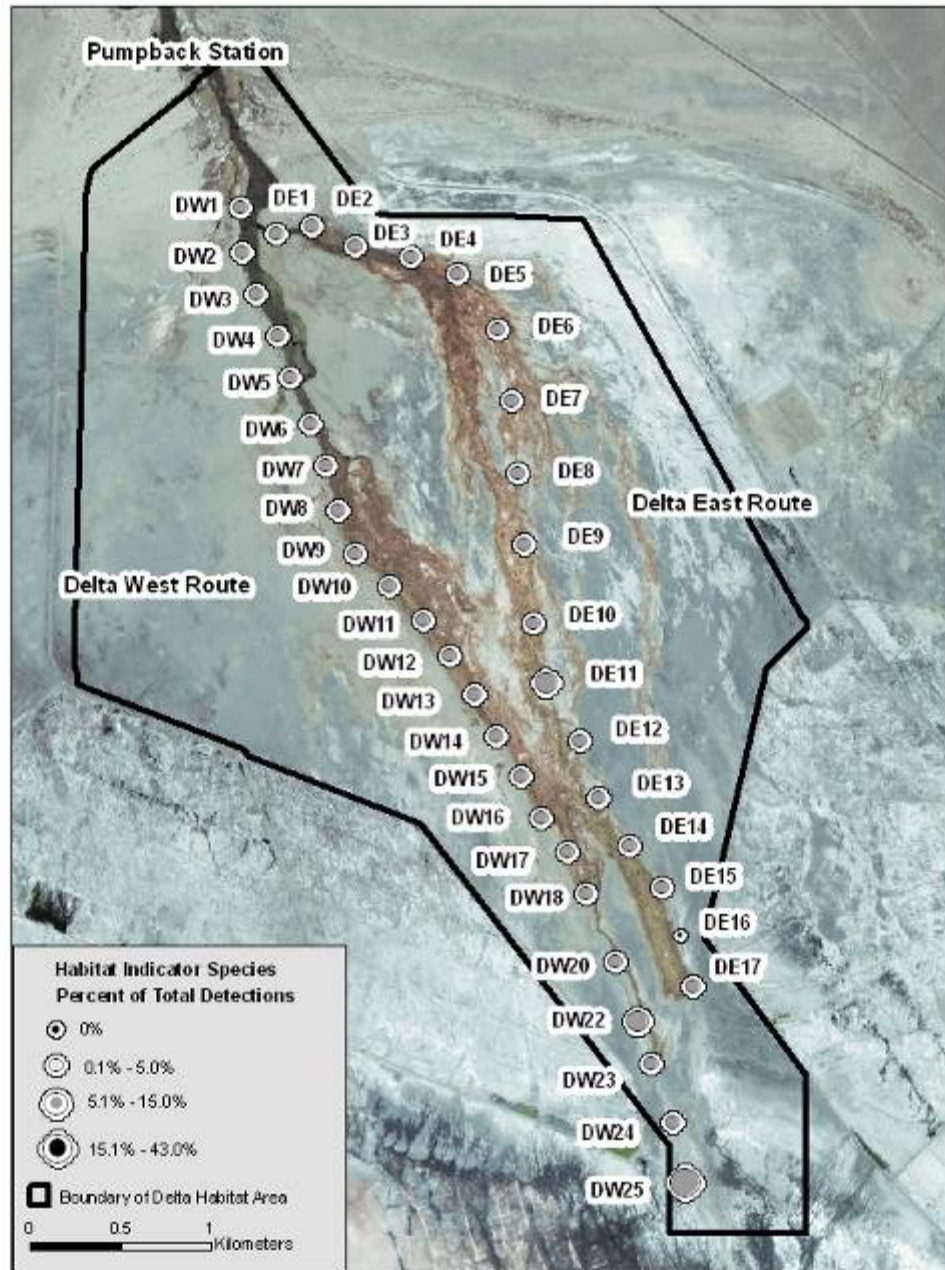 Pumpback Station
DE1
DE2
DW1
DE3
DE4
DW2
DE5
DW3
DE6
DW4
DW5
DE7
DW6
DW7
DE8
DW8
Delta East Route
DW9
DE9
Delta West Route
DW10
DW11
DE10
DW12
DE11
DW13
DE12
DW14
DW15
DE13
DW16
DE14
DW17
DE15
DW18
DE16
DW20
DE17
DW22
DW23
DW24
DW25
Habitat Indicator Species
Percent of Total Detections
0%
0.1% - 5.0%
5.1% - 15.0%
15.1% - 43.0%
Boundary of Delta Habitat Area
0 0.5 1
Kilometers